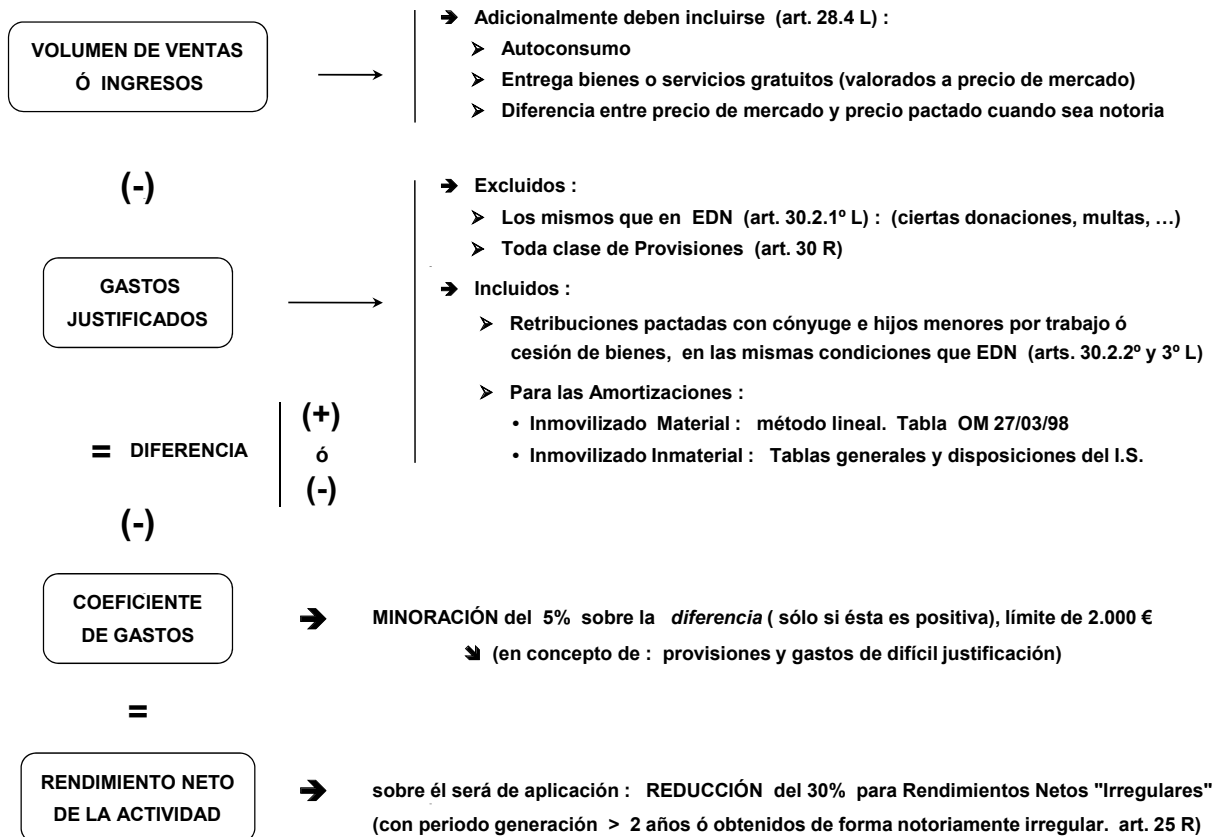 VOLUMEN DE VENTAS
Ó INGRESOS
➔ Adicionalmente deben incluirse (art. 28.4 L) :
➢ Autoconsumo
➢ Entrega bienes o servicios gratuitos (valorados a precio de mercado)
➢ Diferencia entre precio de mercado y precio pactado cuando sea notoria
(-)
➔ Excluidos :
➢ Los mismos que en EDN (art. 30.2.1º L) : (ciertas donaciones, multas, …)
➢ Toda clase de Provisiones (art. 30 R)
GASTOS
JUSTIFICADOS
➔ Incluidos :
➢ Retribuciones pactadas con cónyuge e hijos menores por trabajo ó
cesión de bienes, en las mismas condiciones que EDN (arts. 30.2.2º y 3º L)
➢ Para las Amortizaciones :
• Inmovilizado Material : método lineal. Tabla OM 27/03/98
• Inmovilizado Inmaterial : Tablas generales y disposiciones del I.S.
= DIFERENCIA
(+)
ó
(-)
(-)
COEFICIENTE
DE GASTOS
➔ MINORACIÓN del 5% sobre la diferencia ( sólo si ésta es positiva), límite de 2.000 €
(en concepto de : provisiones y gastos de difícil justificación)
=
RENDIMIENTO NETO
DE LA ACTIVIDAD
➔ sobre él será de aplicación : REDUCCIÓN del 30% para Rendimientos Netos "Irregulares"
(con periodo generación > 2 años ó obtenidos de forma notoriamente irregular. art. 25 R)